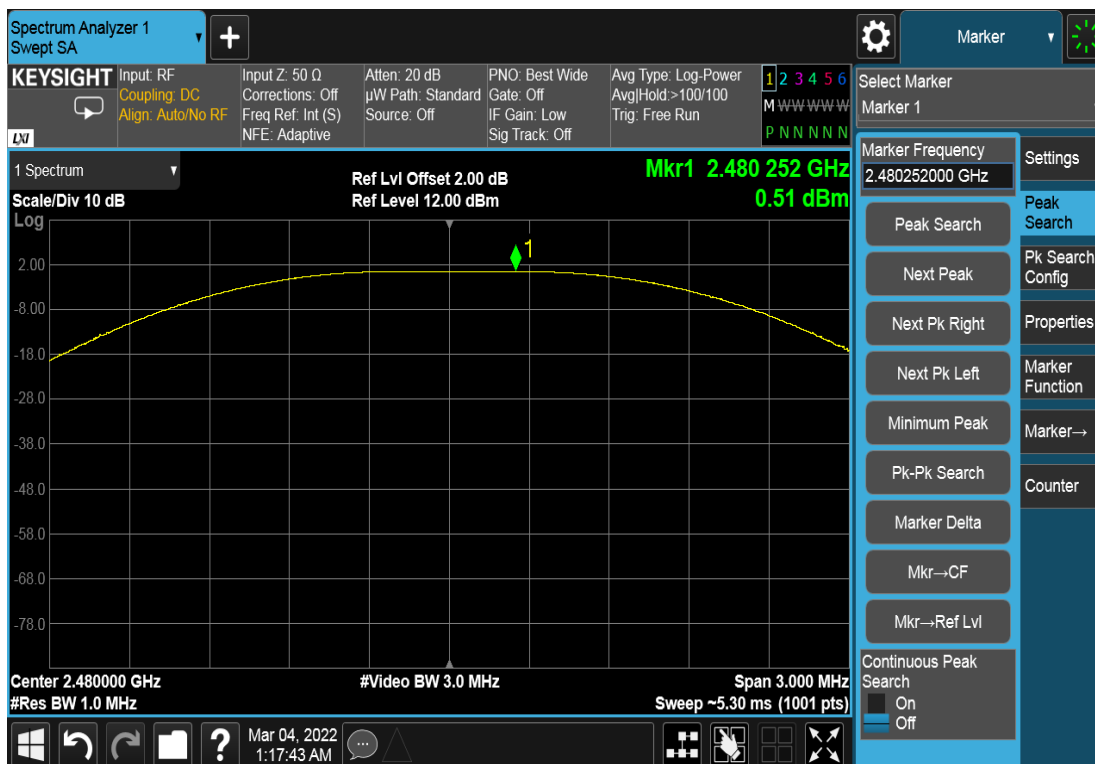 Spectrum Analyzer 1
Swept SA
Marker
KEYSIGHT
LXI
Input: RF
Coupling: DC
Align: Auto/No RF
Input Z: 50 Ω
Corrections: Off
Freq Ref: Int (S)
NFE: Adaptive
Atten: 20 dB
µW Path: Standard
Source: Off
PNO: Best Wide
Gate: Off
IF Gain: Low
Sig Track: Off
Avg Type: Log-Power
Avg|Hold:>100/100
Trig: Free Run
1 2 3 4 5 6
M W W W W W
P N N N N N
Select Marker
Marker 1
1 Spectrum
Scale/Div 10 dB
Log
Ref Lvl Offset 2.00 dB
Ref Level 12.00 dBm
Mkr1 2.480 252 GHz
0.51 dBm
1
2.00
-8.00
-18.0
-28.0
-38.0
-48.0
-58.0
-68.0
-78.0
Center 2.480000 GHz
#Res BW 1.0 MHz
#Video BW 3.0 MHz
Span 3.000 MHz
Sweep ~5.30 ms (1001 pts)
Marker Frequency
2.480252000 GHz
Peak Search
Next Peak
Next Pk Right
Next Pk Left
Minimum Peak
Pk-Pk Search
Marker Delta
Mkr→CF
Mkr→Ref Lvl
Continuous Peak
Search
On
Off
Settings
Peak
Search
Pk Search
Config
Properties
Marker
Function
Marker→
Counter
?
Mar 04, 2022
1:17:43 AM